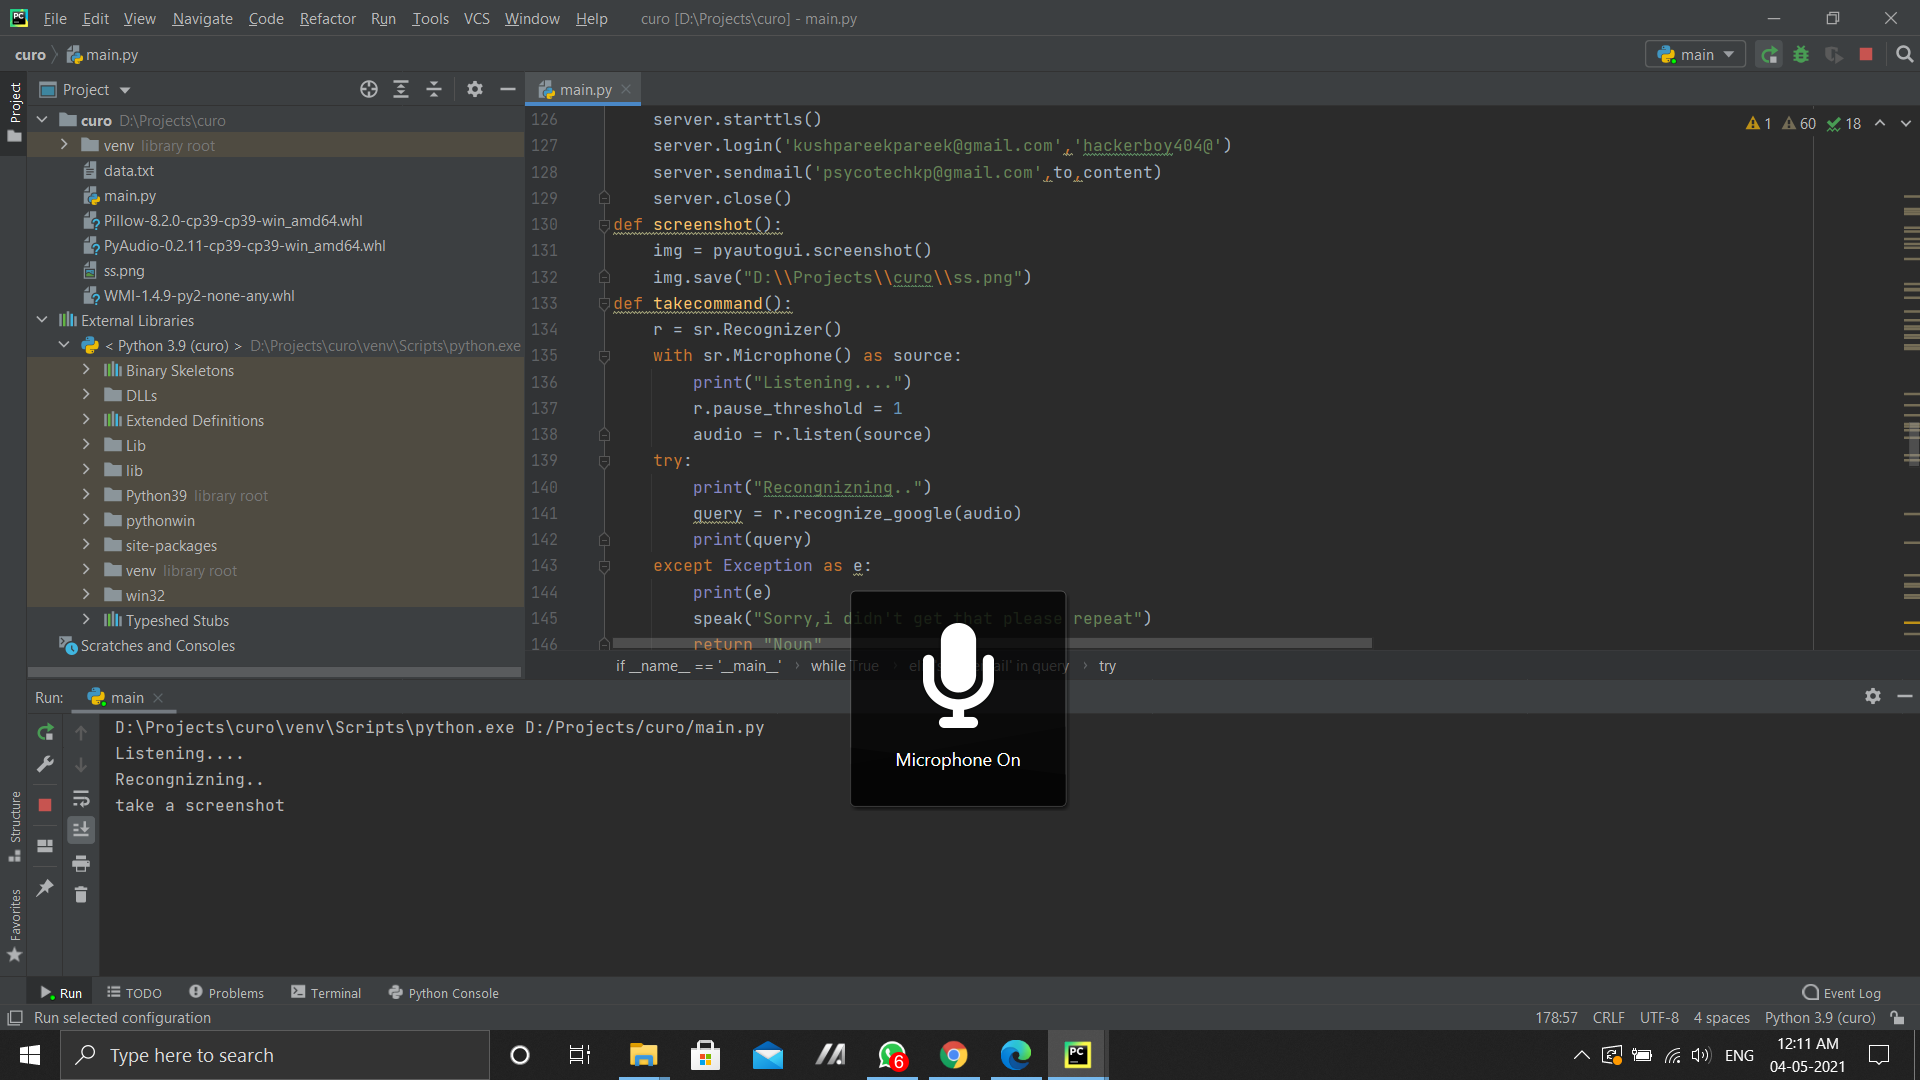 File Edit View Navigate Code Refactor Run Tools VCS Window Help curo [D:\Projects\curo] - main.py
curo main.py
main
Project
Project
main.py
curo D:\Projects\curo
venv library root
data.txt
main.py
Pillow-8.2.0-cp39-cp39-win_amd64.whl
PyAudio-0.2.11-cp39-cp39-win_amd64.whl
ss.png
WMI-1.4.9-py2-none-any.whl
External Libraries
< Python 3.9 (curo) > D:\Projects\curo\venv\Scripts\python.exe
Binary Skeletons
DLLs
Extended Definitions
Lib
lib
Python39 library root
pythonwin
site-packages
venv library root
win32
Typeshed Stubs
Scratches and Consoles
1 60 18
126 server.starttls()
127 server.login('kushpareekpareek@gmail.com','hackerboy404@')
128 server.sendmail('psycotechkp@gmail.com',to,content)
129 server.close()
130 def screenshot():
131 img = pyautogui.screenshot()
132 img.save("D:\\Projects\\curo\\ss.png")
133 def takecommand():
134 r = sr.Recognizer()
135 with sr.Microphone() as source:
136 print("Listening....")
137 r.pause_threshold = 1
138 audio = r.listen(source)
139 try:
140 print("Recongnizning..")
141 query = r.recognize_google(audio)
142 print(query)
143 except Exception as e:
144 print(e)
145 speak("Sorry,i didn't get that please repeat")
146 return "Noun"
if __name__ == '__main__' while True in query try
Microphone On
Run: main
D:\Projects\curo\venv\Scripts\python.exe D:/Projects/curo/main.py
Listening....
Recongnizning..
take a screenshot
Structure
Favorites
Run TODO Problems Terminal Python Console Event Log
Run selected configuration 178:57 CRLF UTF-8 4 spaces Python 3.9 (curo)
Type here to search
6
PC
ENG
12:11 AM
04-05-2021